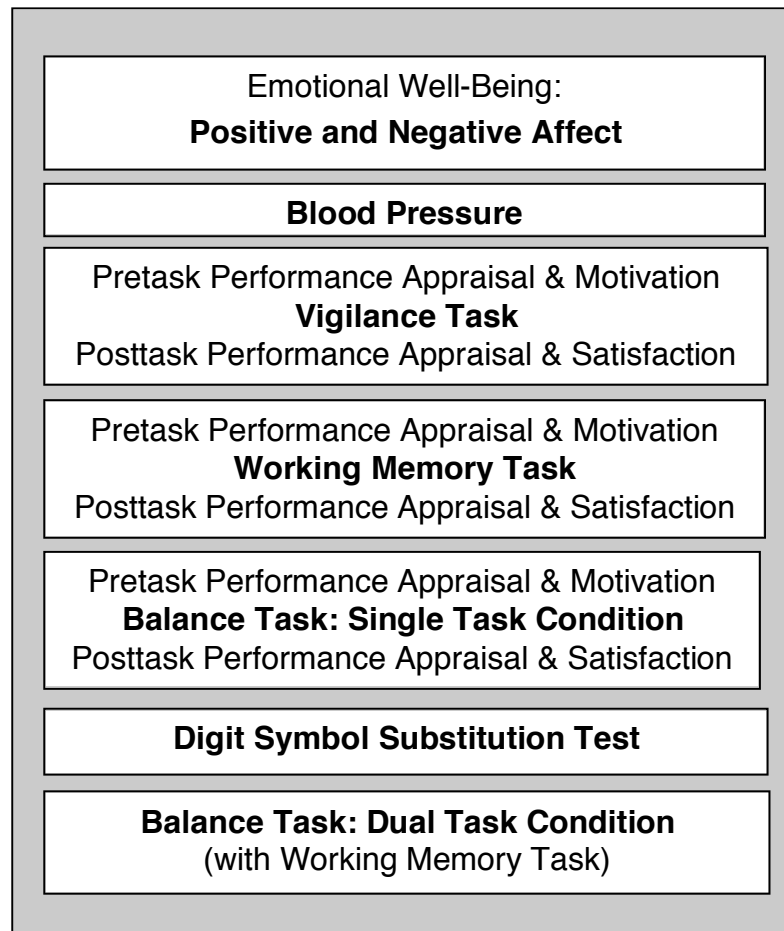 Emotional Well-Being:
Positive and Negative Affect
Blood Pressure
Pretask Performance Appraisal & Motivation
Vigilance Task
Posttask Performance Appraisal & Satisfaction
Pretask Performance Appraisal & Motivation
Working Memory Task
Posttask Performance Appraisal & Satisfaction
Pretask Performance Appraisal & Motivation
Balance Task: Single Task Condition
Posttask Performance Appraisal & Satisfaction
Digit Symbol Substitution Test
Balance Task: Dual Task Condition
(with Working Memory Task)